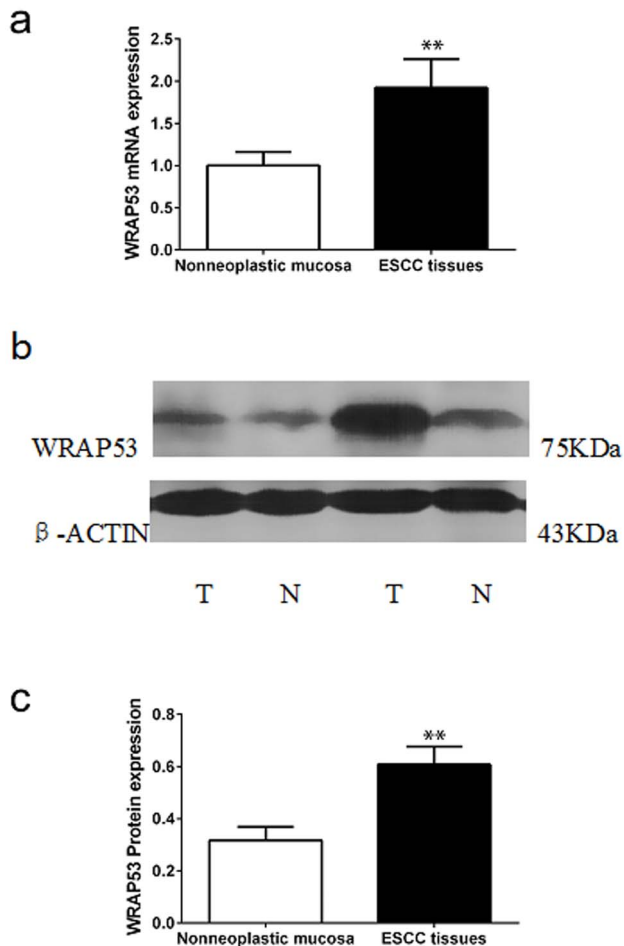 a
WRAP53 mRNA expression
2.5
2.0
1.5
1.0
0.5
0.0
**
Nonneoplastic mucosa ESCC tissues
b
WRAP53 75KDa
β-ACTIN 43KDa
T N T N
c
WRAP53 Protein expression
0.8
0.6
0.4
0.2
0.0
**
Nonneoplastic mucosa ESCC tissues